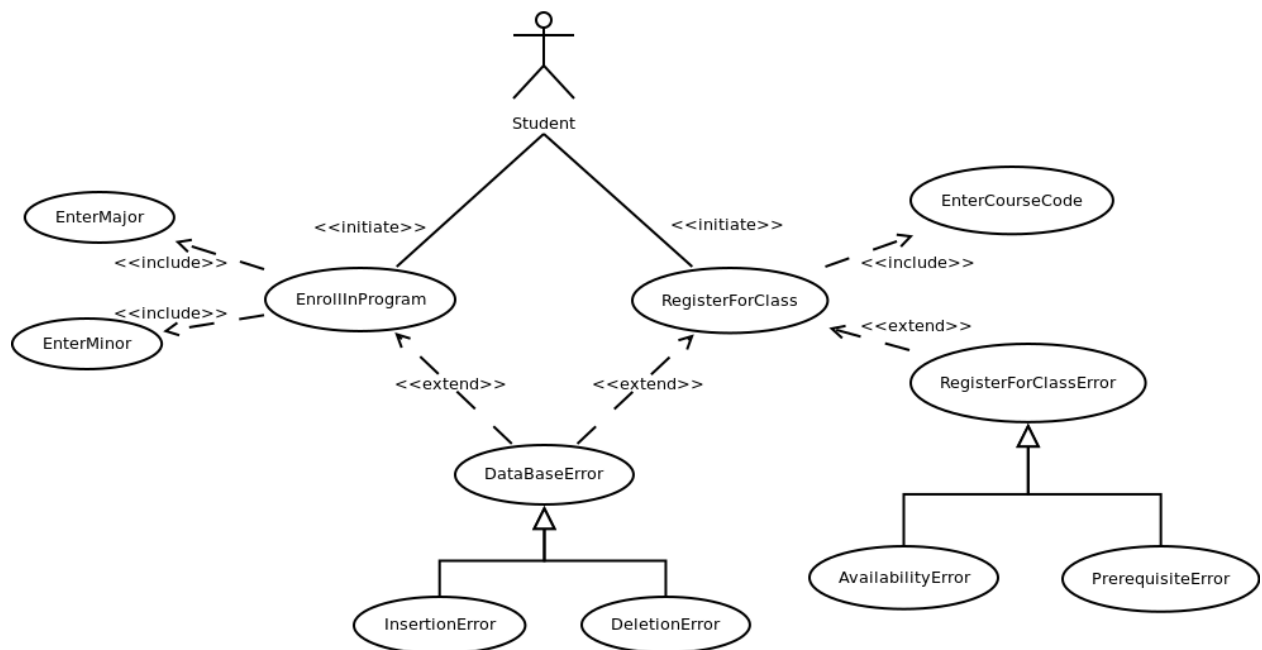 Student
EnterMajor
EnterCourseCode
<<initiate>>
<<initiate>>
<<include>>
<<include>>
EnrollInProgram
RegisterForClass
<<include>>
<<extend>>
EnterMinor
<<extend>>
<<extend>>
RegisterForClassError
DataBaseError
AvailabilityError
PrerequisiteError
InsertionError
DeletionError